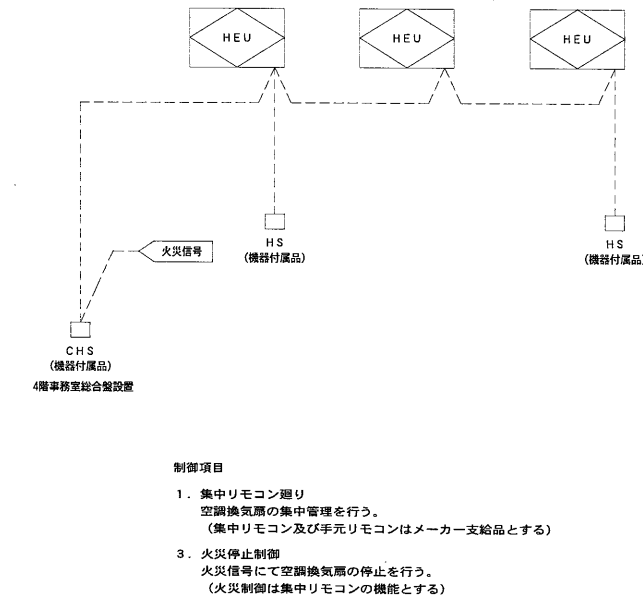 HEU
HEU
HEU
火災信号
HS
(機器付属品)
HS
(機器付属品)
CHS
(機器付属品)
4階事務室総合盤設置
制御項目
1．集中リモコン廻り
空調換気扇の集中管理を行う。
(集中リモコン及び手元リモコンはメーカー支給品とする)
3．火災停止制御
火災信号にて空調換気扇の停止を行う。
(火災制御は集中リモコンの機能とする)